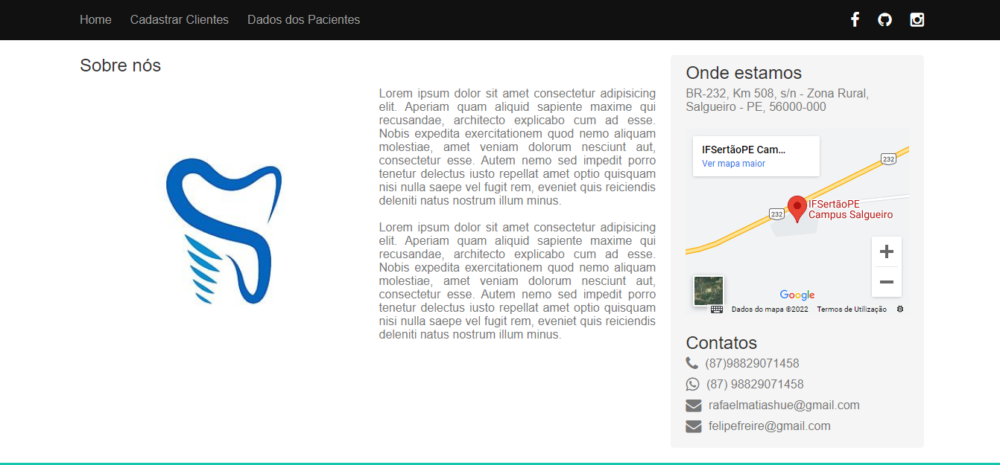 Home Cadastrar Clientes Dados dos Pacientes
Sobre nós
Lorem ipsum dolor sit amet consectetur adipisicing
elit. Aperiam quam aliquid sapiente maxime qui
recusandae, architecto explicabo cum ad esse.
Nobis expedita exercitationem quod nemo aliquam
molestiae, amet veniam dolorum nesciunt aut,
consectetur esse. Autem nemo sed impedit porro
tenetur delectus iusto repellat amet optio quisquam
nisi nulla saepe vel fugit rem, eveniet quis reiciendis
deleniti natus nostrum illum minus.
Lorem ipsum dolor sit amet consectetur adipisicing
elit. Aperiam quam aliquid sapiente maxime qui
recusandae, architecto explicabo cum ad esse.
Nobis expedita exercitationem quod nemo aliquam
molestiae, amet veniam dolorum nesciunt aut,
consectetur esse. Autem nemo sed impedit porro
tenetur delectus iusto repellat amet optio quisquam
nisi nulla saepe vel fugit rem, eveniet quis reiciendis
deleniti natus nostrum illum minus.
Onde estamos
BR-232, Km 508, s/n - Zona Rural,
Salgueiro - PE, 56000-000
IFSertãoPE Cam...
Ver mapa maior
232
232
IFSertãoPE
Campus Salgueiro
Google
Dados do mapa ©2022 Termos de Utilização
Contatos
(87)98829071458
(87) 98829071458
rafaelmatiashue@gmail.com
felipefreire@gmail.com